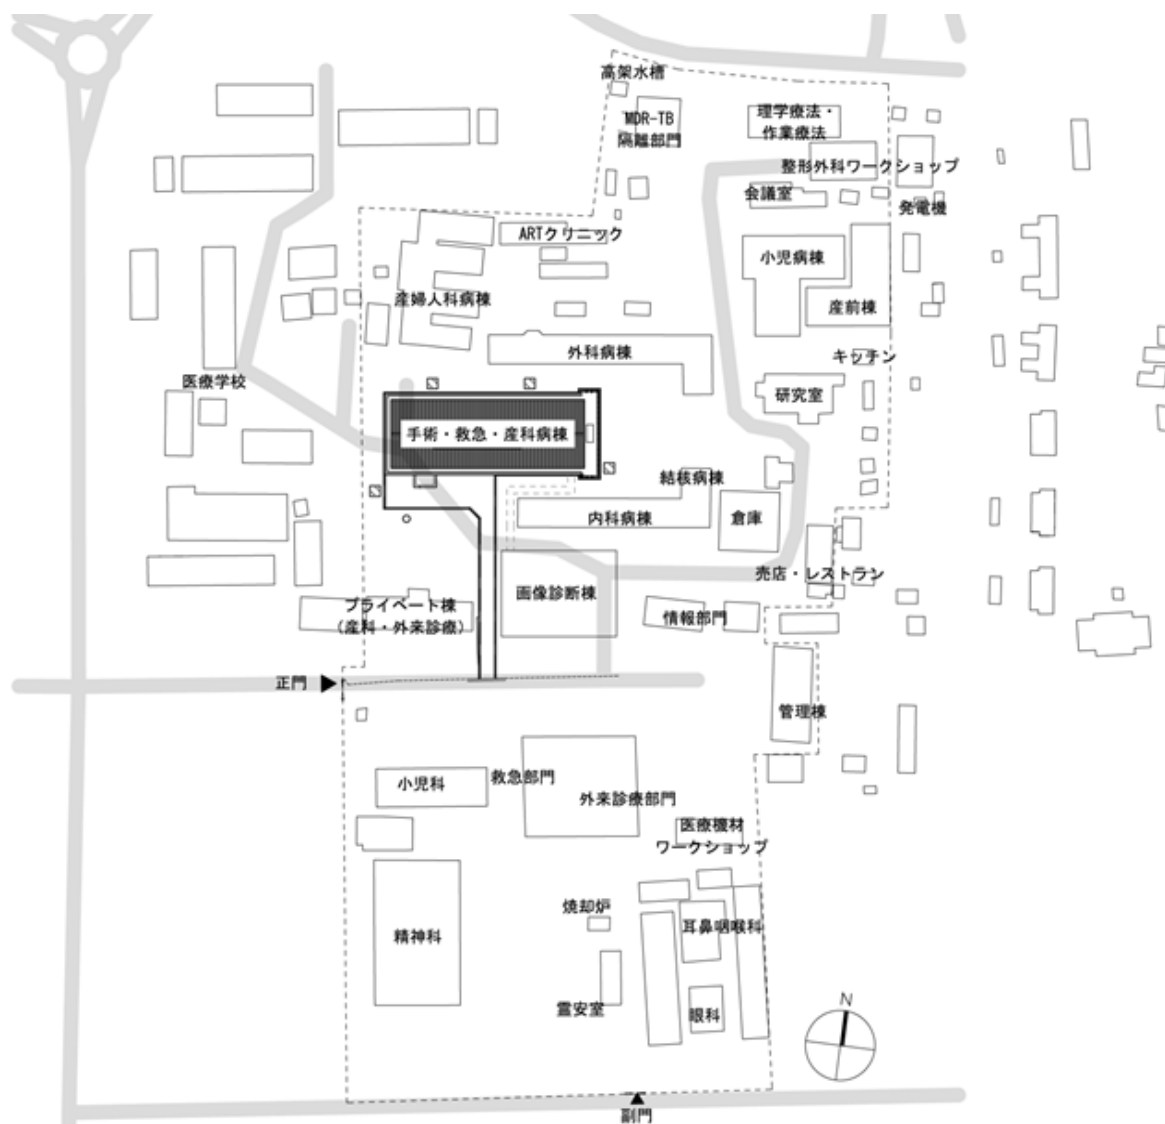 高架水槽
MDR-TB
隔離部門
理学療法・
作業療法
整形外科ワークショップ
会議室
発電機
ARTクリニック
小児病棟
産婦人科病棟
産前棟
外科病棟
キッチン
医療学校
研究室
手術・救急・産科病棟
結核病棟
内科病棟
倉庫
売店・レストラン
画像診断棟
プライベート棟
(産科・外来診療)
情報部門
正門
管理棟
小児科
救急部門
外来診療部門
医療機材
ワークショップ
焼却炉
耳鼻咽喉科
精神科
霊安室
眼科
N
副門